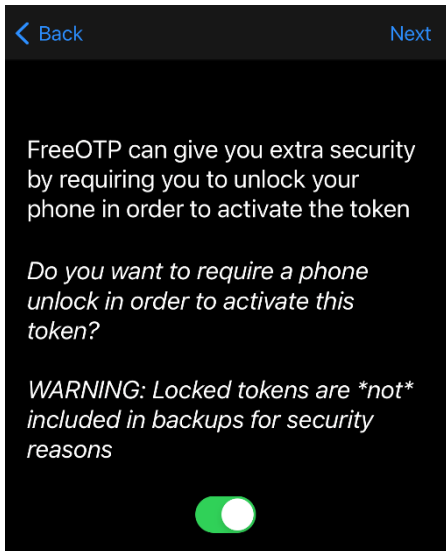 Back
Next
FreeOTP can give you extra security
by requiring you to unlock your
phone in order to activate the token
Do you want to require a phone
unlock in order to activate this
token?
WARNING: Locked tokens are *not*
included in backups for security
reasons